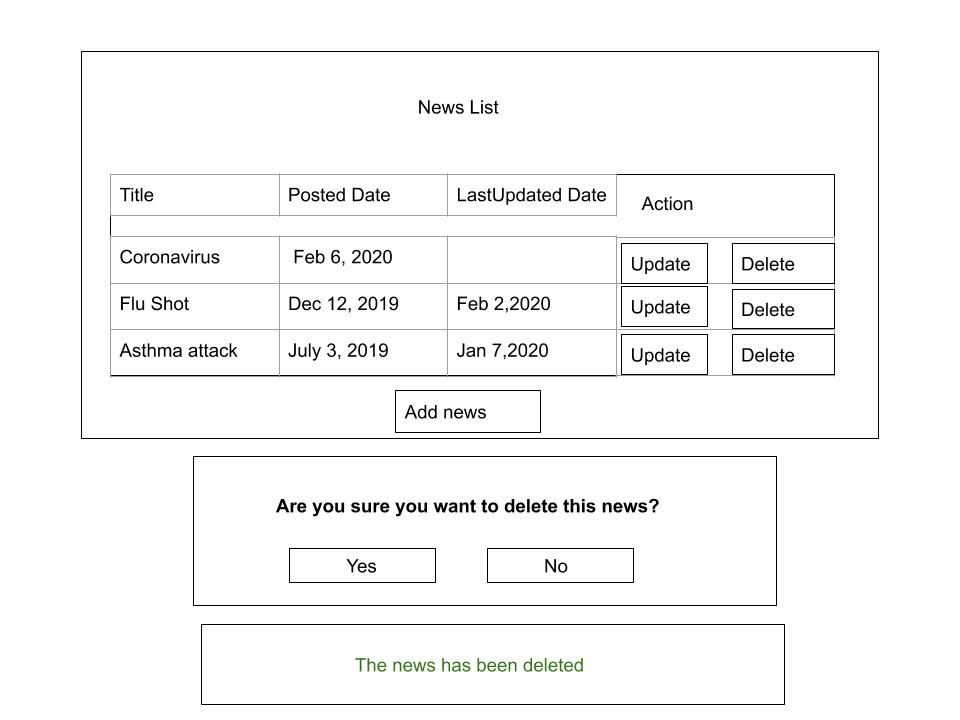 News List
Title Posted Date LastUpdated Date Action
Coronavirus Feb 6, 2020 Update Delete
Flu Shot Dec 12, 2019 Feb 2,2020 Update Delete
Asthma attack July 3, 2019 Jan 7,2020 Update Delete
Add news
Are you sure you want to delete this news?
Yes No
The news has been deleted